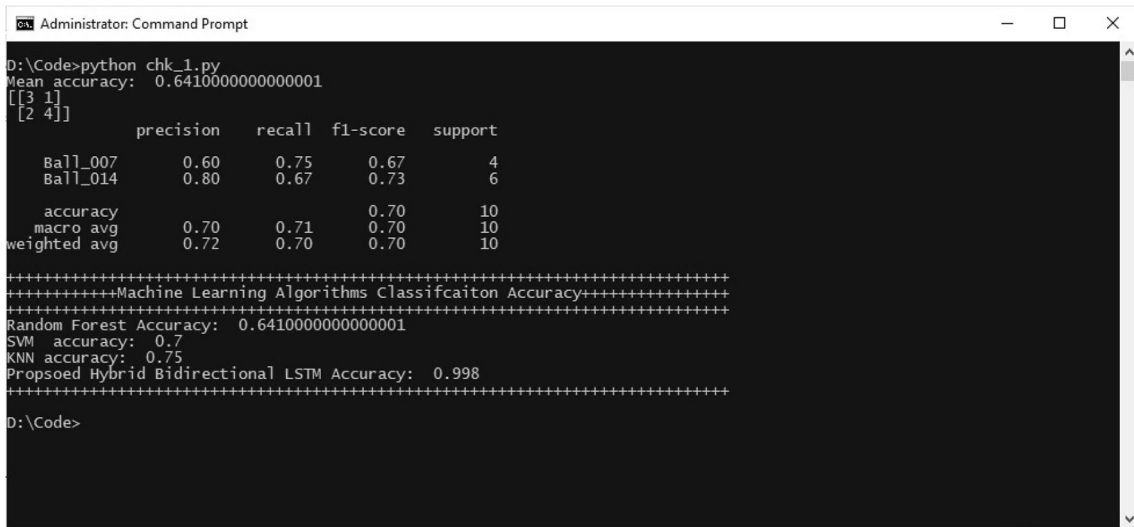 Administrator: Command Prompt
D:\Code>python chk_1.py
Mean accuracy:  0.6410000000000001
[[3 1]
 [2 4]]
              precision    recall  f1-score   support

    Ball_007       0.60      0.75      0.67         4
    Ball_014       0.80      0.67      0.73         6

    accuracy                           0.70        10
   macro avg       0.70      0.71      0.70        10
weighted avg       0.72      0.70      0.70        10

+++++++++++++++++++++++++++++++++++++++++++++++++++++++++++++++++++++++++++++++
++++++++++++Machine Learning Algorithms Classifcaiton Accuracy++++++++++++++++
+++++++++++++++++++++++++++++++++++++++++++++++++++++++++++++++++++++++++++++++
Random Forest Accuracy:  0.6410000000000001
SVM  accuracy:  0.7
KNN accuracy:  0.75
Propsoed Hybrid Bidirectional LSTM Accuracy:  0.998
+++++++++++++++++++++++++++++++++++++++++++++++++++++++++++++++++++++++++++++++

D:\Code>